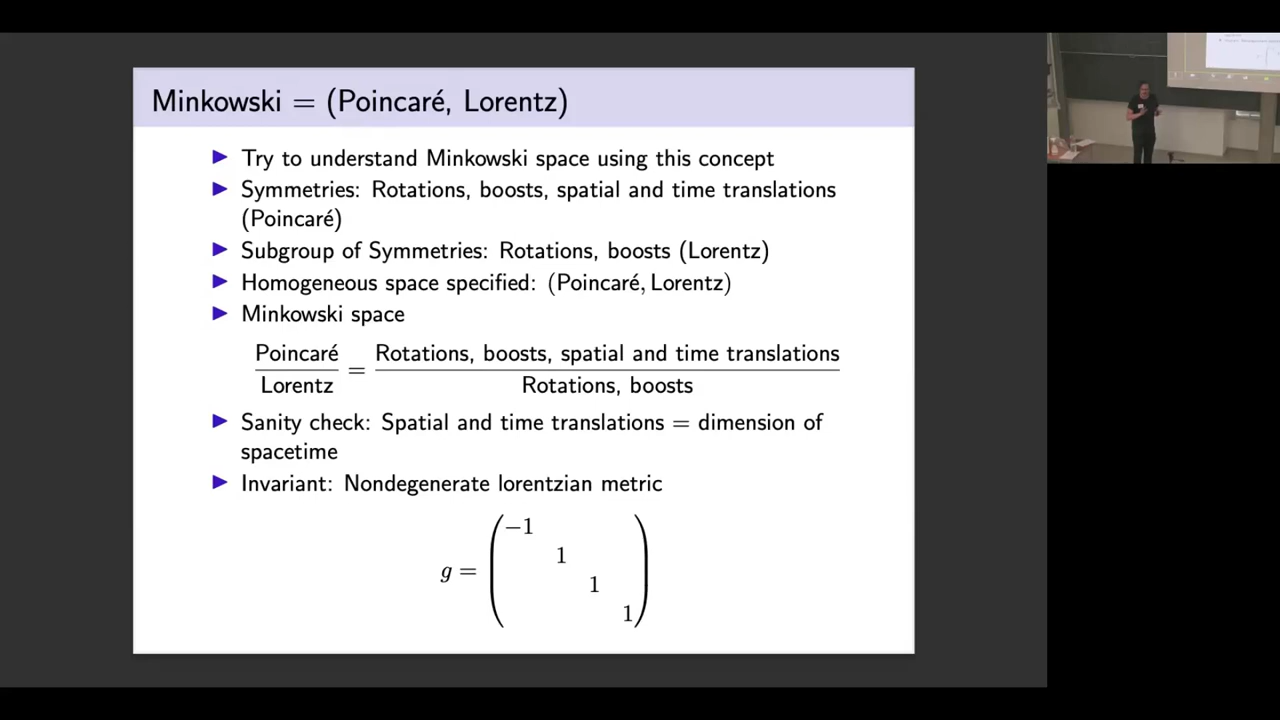 Minkowski = (Poincaré, Lorentz)
▶ Try to understand Minkowski space using this concept
▶ Symmetries: Rotations, boosts, spatial and time translations
(Poincaré)
▶ Subgroup of Symmetries: Rotations, boosts (Lorentz)
▶ Homogeneous space specified: (Poincaré, Lorentz)
▶ Minkowski space
Poincaré / Lorentz = Rotations, boosts, spatial and time translations / Rotations, boosts
▶ Sanity check: Spatial and time translations = dimension of
spacetime
▶ Invariant: Nondegenerate lorentzian metric
−1
1
g =
1
1